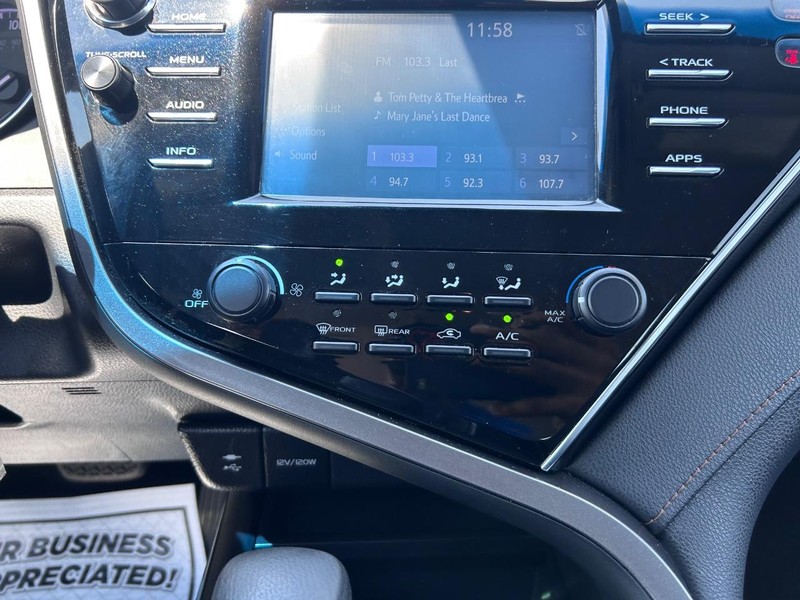 HOME
TUNE•SCROLL
MENU
AUDIO
INFO
11:58
FM 103.3 Last
Tom Petty & The Heartbrea ...
Mary Jane's Last Dance
Station List
Options
Sound
1 103.3 2 93.1 3 93.7
4 94.7 5 92.3 6 107.7
SEEK >
< TRACK
PHONE
APPS
OFF
FRONT
REAR
A/C
MAX
A/C
12V/120W
R BUSINESS
PPRECIATED!